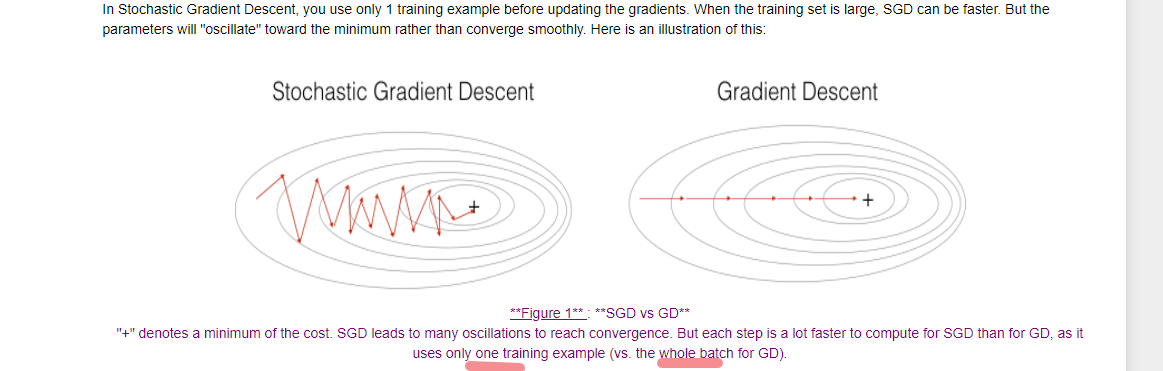 In Stochastic Gradient Descent, you use only 1 training example before updating the gradients. When the training set is large, SGD can be faster. But the
parameters will "oscillate" toward the minimum rather than converge smoothly. Here is an illustration of this:
Stochastic Gradient Descent
Gradient Descent
+
+
**Figure 1** : **SGD vs GD**
"+" denotes a minimum of the cost. SGD leads to many oscillations to reach convergence. But each step is a lot faster to compute for SGD than for GD, as it
uses only one training example (vs. the whole batch for GD).